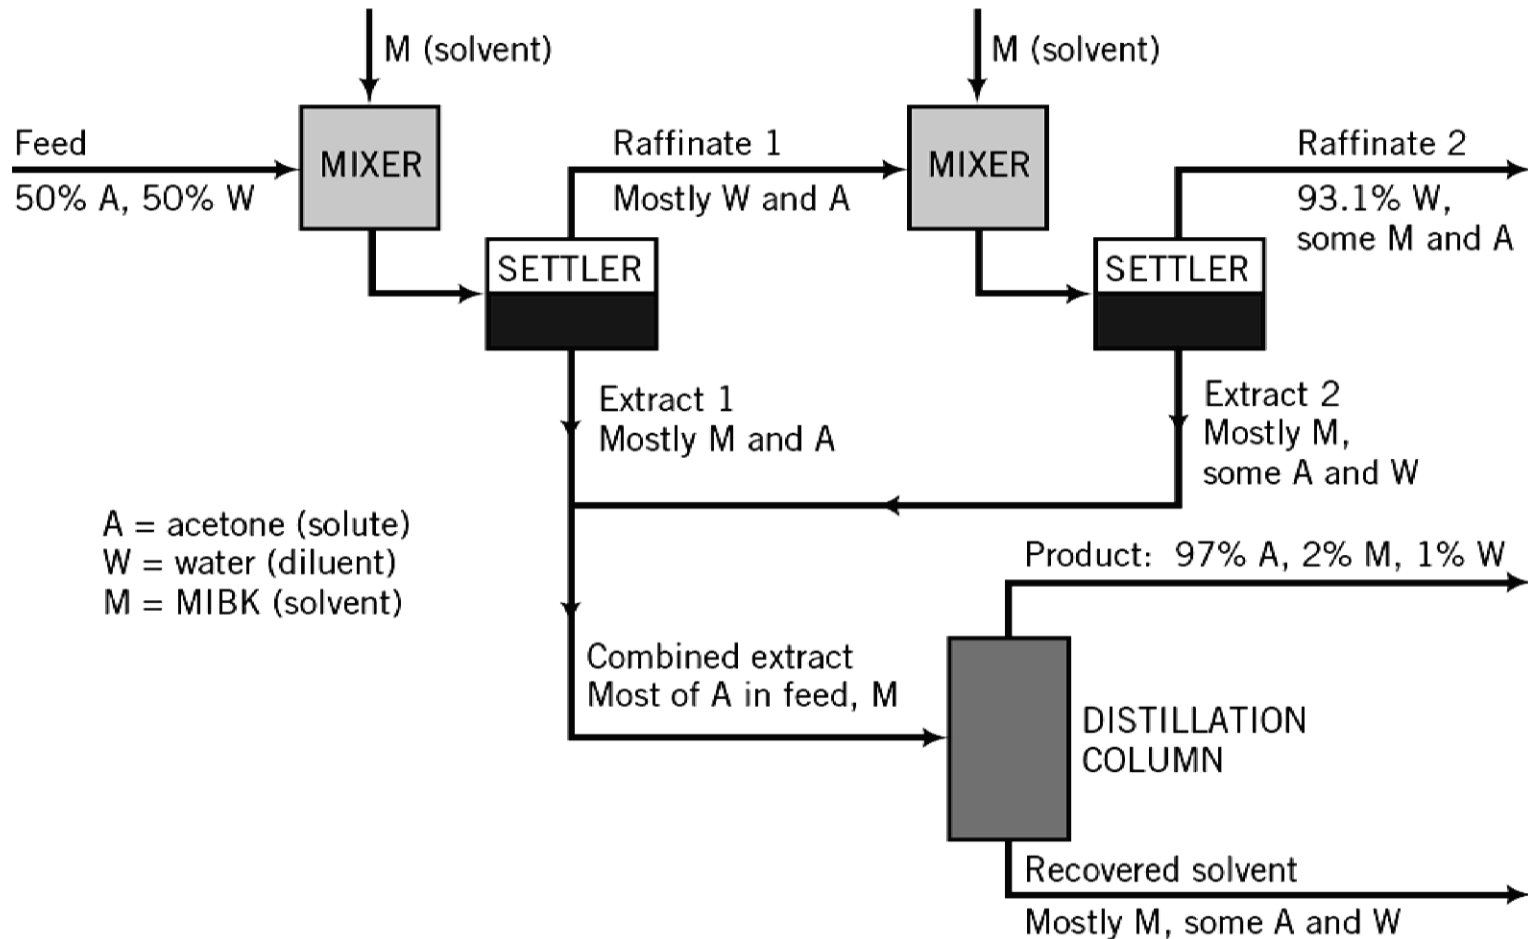 M (solvent)
M (solvent)
Feed
50% A, 50% W
MIXER
Raffinate 1
Mostly W and A
MIXER
Raffinate 2
93.1% W,
some M and A
SETTLER
SETTLER
Extract 1
Mostly M and A
Extract 2
Mostly M,
some A and W
A = acetone (solute)
W = water (diluent)
M = MIBK (solvent)
Product: 97% A, 2% M, 1% W
Combined extract
Most of A in feed, M
DISTILLATION
COLUMN
Recovered solvent
Mostly M, some A and W